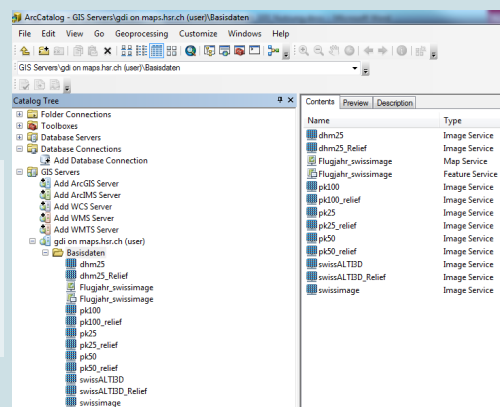 ArcCatalog - GIS Servers\gdi on maps.hsr.ch (user)\Basisdaten
File Edit View Go Geoprocessing Customize Windows Help
GIS Servers\gdi on maps.hsr.ch (user)\Basisdaten
Catalog Tree
Folder Connections
Toolboxes
Database Servers
Database Connections
Add Database Connection
GIS Servers
Add ArcGIS Server
Add ArcIMS Server
Add WCS Server
Add WMS Server
Add WMTS Server
gdi on maps.hsr.ch (user)
Basisdaten
dhm25
dhm25_Relief
Flugjahr_swissimage
Flugjahr_swissimage
pk100
pk100_relief
pk25
pk25_relief
pk50
pk50_relief
swissALTI3D
swissALTI3D_Relief
swissimage
Contents Preview Description
Name Type
dhm25 Image Service
dhm25_Relief Image Service
Flugjahr_swissimage Map Service
Flugjahr_swissimage Feature Service
pk100 Image Service
pk100_relief Image Service
pk25 Image Service
pk25_relief Image Service
pk50 Image Service
pk50_relief Image Service
swissALTI3D Image Service
swissALTI3D_Relief Image Service
swissimage Image Service